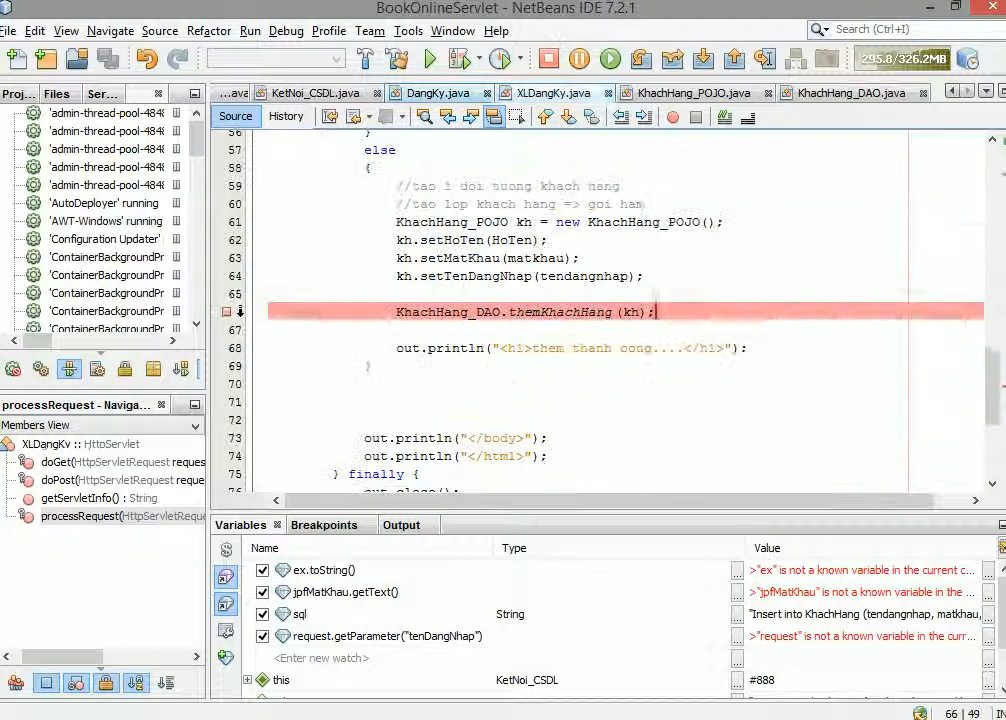 BookOnlineServlet - NetBeans IDE 7.2.1
File Edit View Navigate Source Refactor Run Debug Profile Team Tools Window Help
Search (Ctrl+I)
295.8/326.2MB
Proj... Files Ser...
...ava KetNoi_CSDL.java DangKy.java XLDangKy.java KhachHang_POJO.java KhachHang_DAO.java
Source History
'admin-thread-pool-4848
'admin-thread-pool-4848
'admin-thread-pool-4848
'admin-thread-pool-4848
'admin-thread-pool-4848
'AutoDeployer' running
'AWT-Windows' running
'Configuration Updater'
'ContainerBackgroundPr
'ContainerBackgroundPr
'ContainerBackgroundPr
'ContainerBackgroundPr
'ContainerBackgroundPr
56 }
57 else
58 {
59 //tao 1 doi tuong khach hang
60 //tao lop khach hang => goi ham
61 KhachHang_POJO kh = new KhachHang_POJO();
62 kh.setHoTen(HoTen);
63 kh.setMatKhau(matkhau);
64 kh.setTenDangNhap(tendangnhap);
65
KhachHang_DAO.themKhachHang(kh);
67
68 out.println("<h1>them thanh cong....</h1>");
69 }
70
71
72
73 out.println("</body>");
74 out.println("</html>");
75 } finally {
76 out.close();
processRequest - Naviga...
Members View
XLDangKy :: HttpServlet
doGet(HttpServletRequest reques
doPost(HttpServletRequest reque
getServletInfo() : String
processRequest(HttpServletReque
Variables Breakpoints Output
Name Type Value
ex.toString() >"ex" is not a known variable in the current c...
jpfMatKhau.getText() >"jpfMatKhau" is not a known variable in the ...
sql String "Insert into KhachHang (tendangnhap, matkhau,
request.getParameter("tenDangNhap") >"request" is not a known variable in the curr...
<Enter new watch>
this KetNoi_CSDL #888
66 | 49 IN